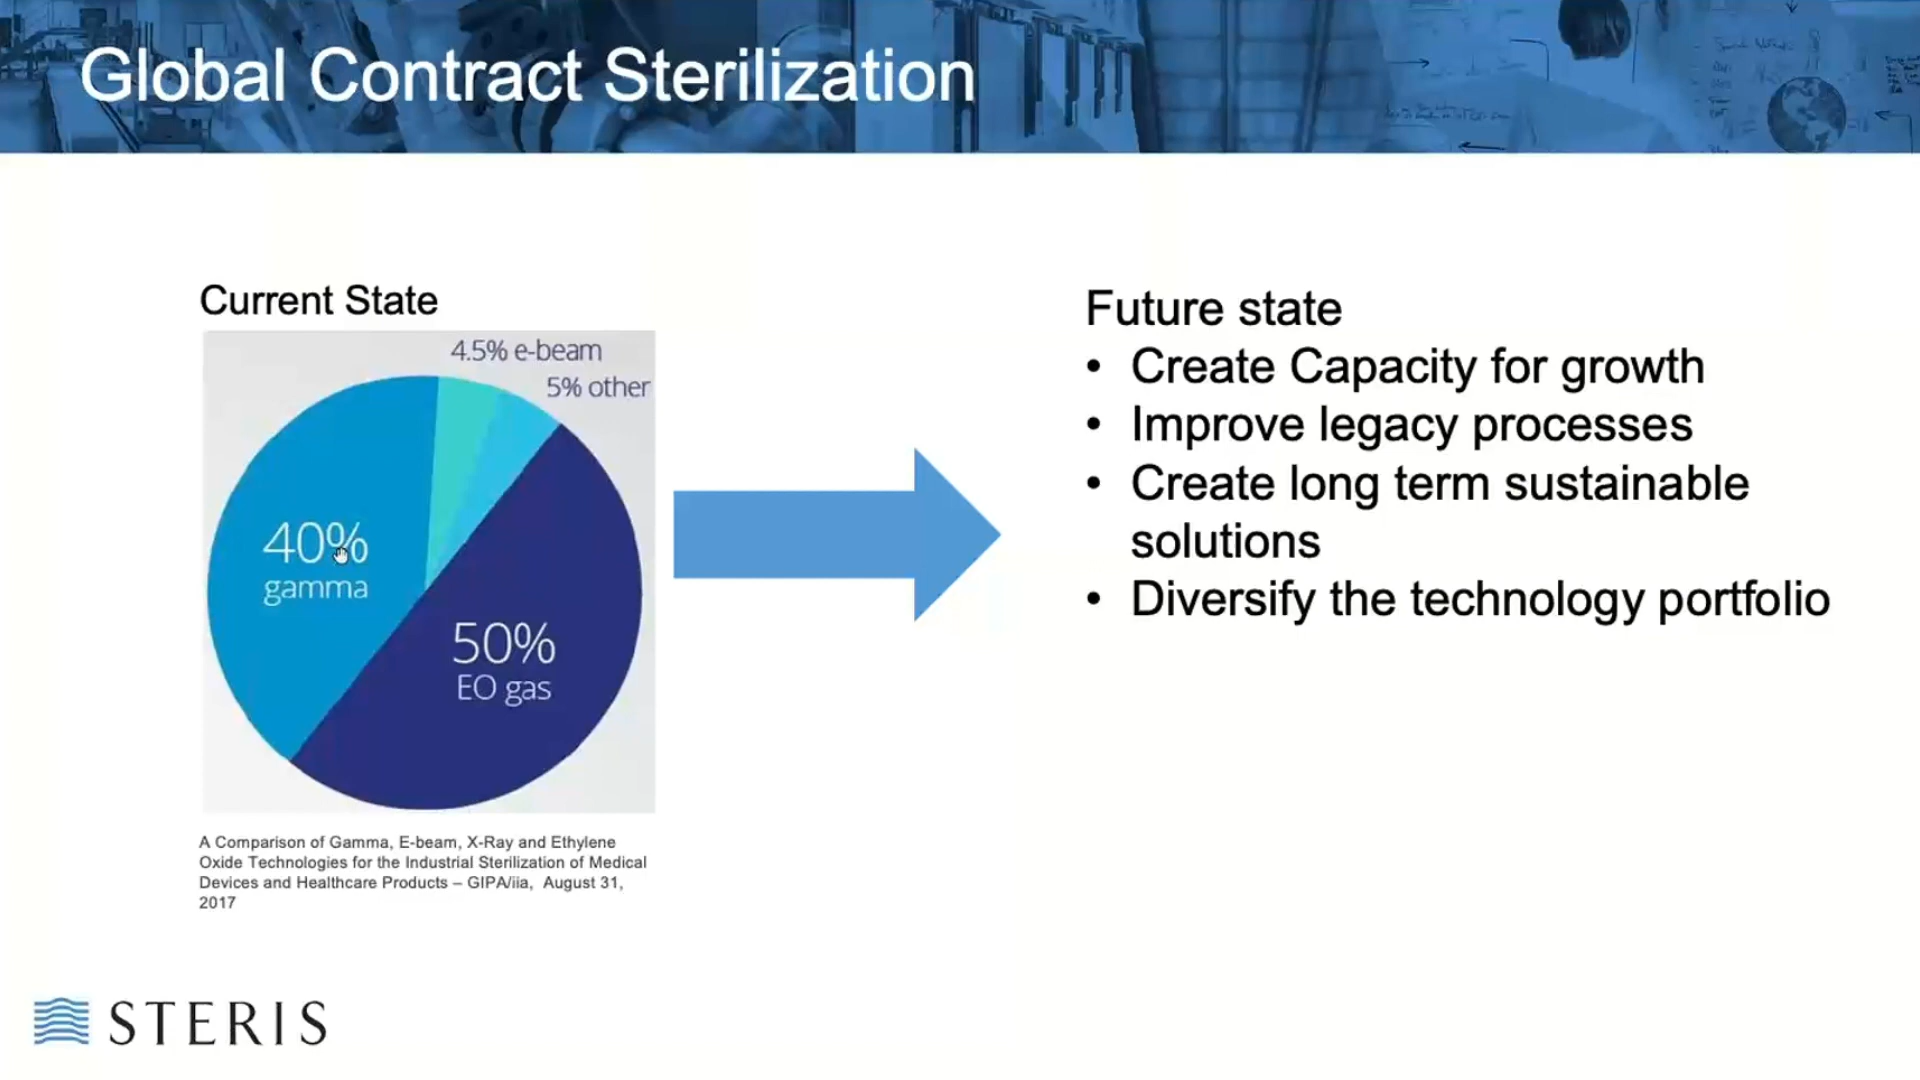 Global Contract Sterilization
Current State
4.5% e-beam
5% other
40%
gamma
50%
EO gas
A Comparison of Gamma, E-beam, X-Ray and Ethylene
Oxide Technologies for the Industrial Sterilization of Medical
Devices and Healthcare Products – GIPA/iia, August 31,
2017
Future state
• Create Capacity for growth
• Improve legacy processes
• Create long term sustainable
solutions
• Diversify the technology portfolio
STERIS